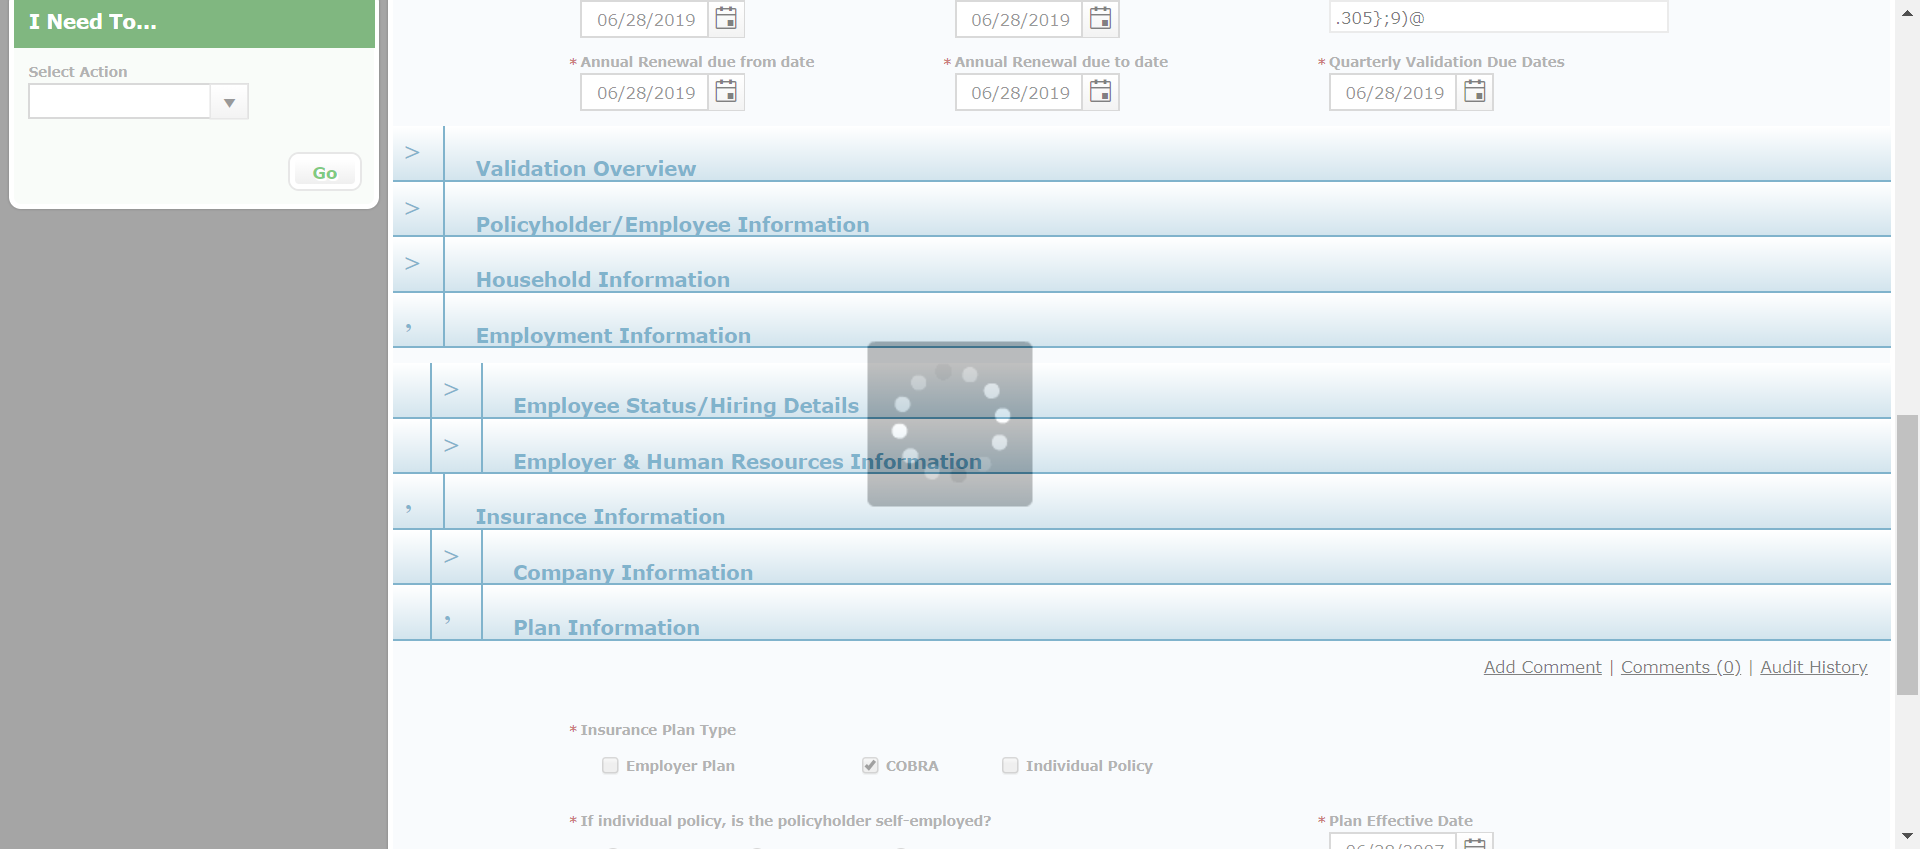 I Need To...
Select Action
Go
06/28/2019 06/28/2019 .305};9)@
* Annual Renewal due from date * Annual Renewal due to date * Quarterly Validation Due Dates
06/28/2019 06/28/2019 06/28/2019
> Validation Overview
> Policyholder/Employee Information
> Household Information
, Employment Information
> Employee Status/Hiring Details
> Employer & Human Resources Information
, Insurance Information
> Company Information
, Plan Information
Add Comment | Comments (0) | Audit History
* Insurance Plan Type
Employer Plan COBRA Individual Policy
* If individual policy, is the policyholder self-employed? * Plan Effective Date
06/28/2007